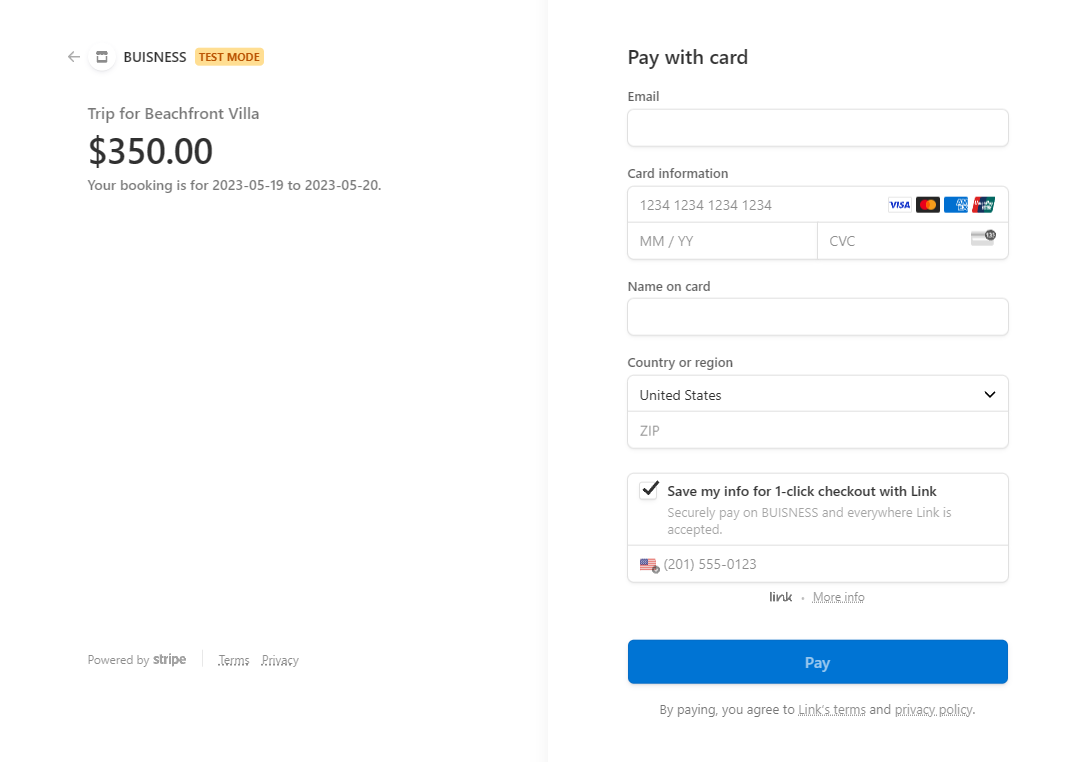 BUISNESS TEST MODE
Trip for Beachfront Villa
$350.00
Your booking is for 2023-05-19 to 2023-05-20.
Powered by stripe Terms Privacy
Pay with card
Email
Card information
1234 1234 1234 1234 VISA
MM / YY CVC
Name on card
Country or region
United States
ZIP
Save my info for 1-click checkout with Link
Securely pay on BUISNESS and everywhere Link is
accepted.
(201) 555-0123
link · More info
Pay
By paying, you agree to Link's terms and privacy policy.